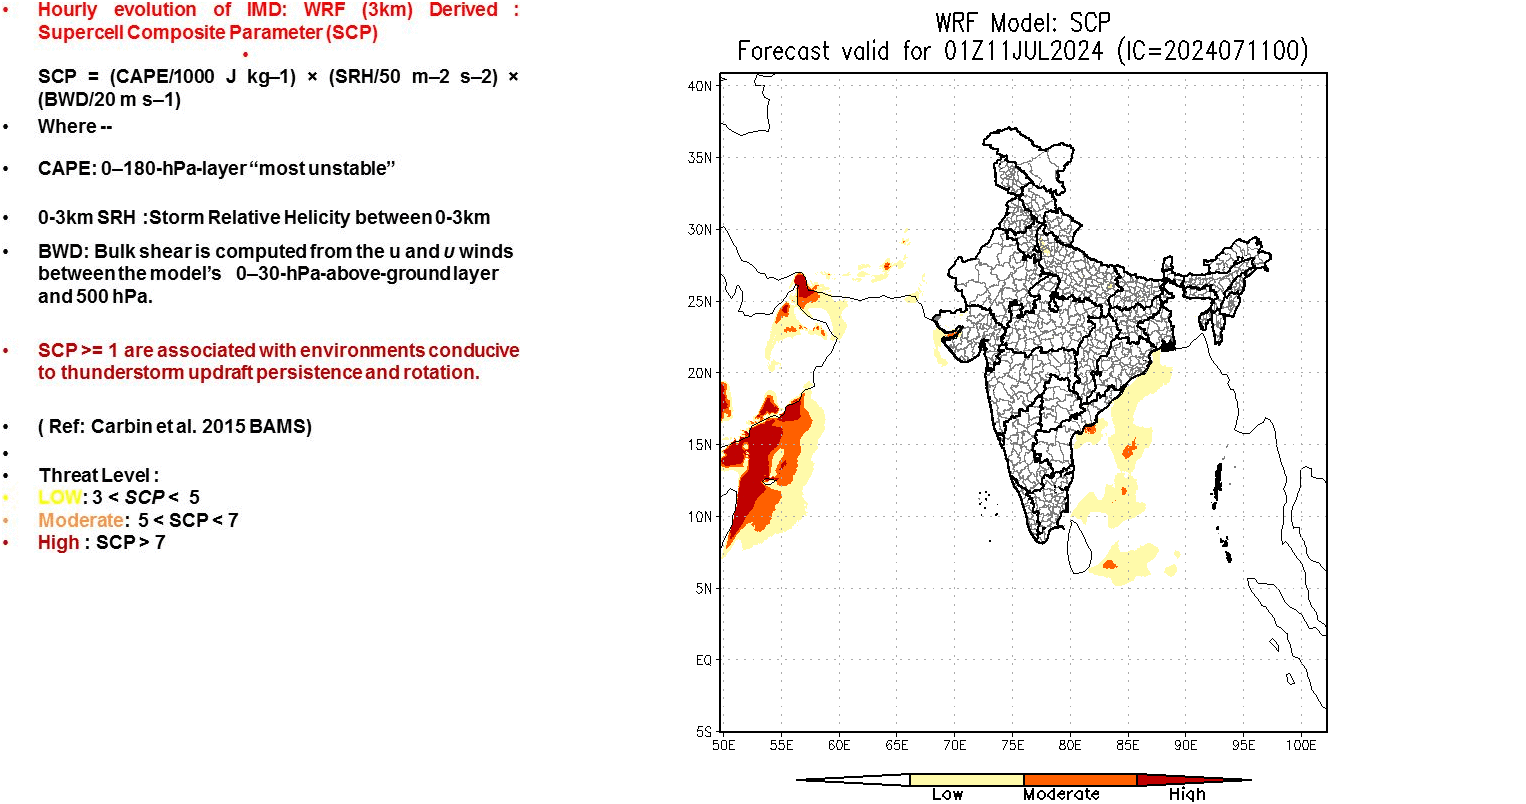 • Hourly evolution of IMD: WRF (3km) Derived :
Supercell Composite Parameter (SCP)
•
SCP = (CAPE/1000 J kg–1) × (SRH/50 m–2 s–2) ×
(BWD/20 m s–1)
• Where --
• CAPE: 0–180-hPa-layer “most unstable”
• 0-3km SRH :Storm Relative Helicity between 0-3km
• BWD: Bulk shear is computed from the u and υ winds
between the model’s 0–30-hPa-above-ground layer
and 500 hPa.
• SCP >= 1 are associated with environments conducive
to thunderstorm updraft persistence and rotation.
• ( Ref: Carbin et al. 2015 BAMS)
•
• Threat Level :
• LOW: 3 < SCP < 5
• Moderate: 5 < SCP < 7
• High : SCP > 7
WRF Model: SCP
Forecast valid for 01Z11JUL2024 (IC=2024071100)
40N
35N
30N
25N
20N
15N
10N
5N
EQ
5S
50E 55E 60E 65E 70E 75E 80E 85E 90E 95E 100E
Low Moderate High